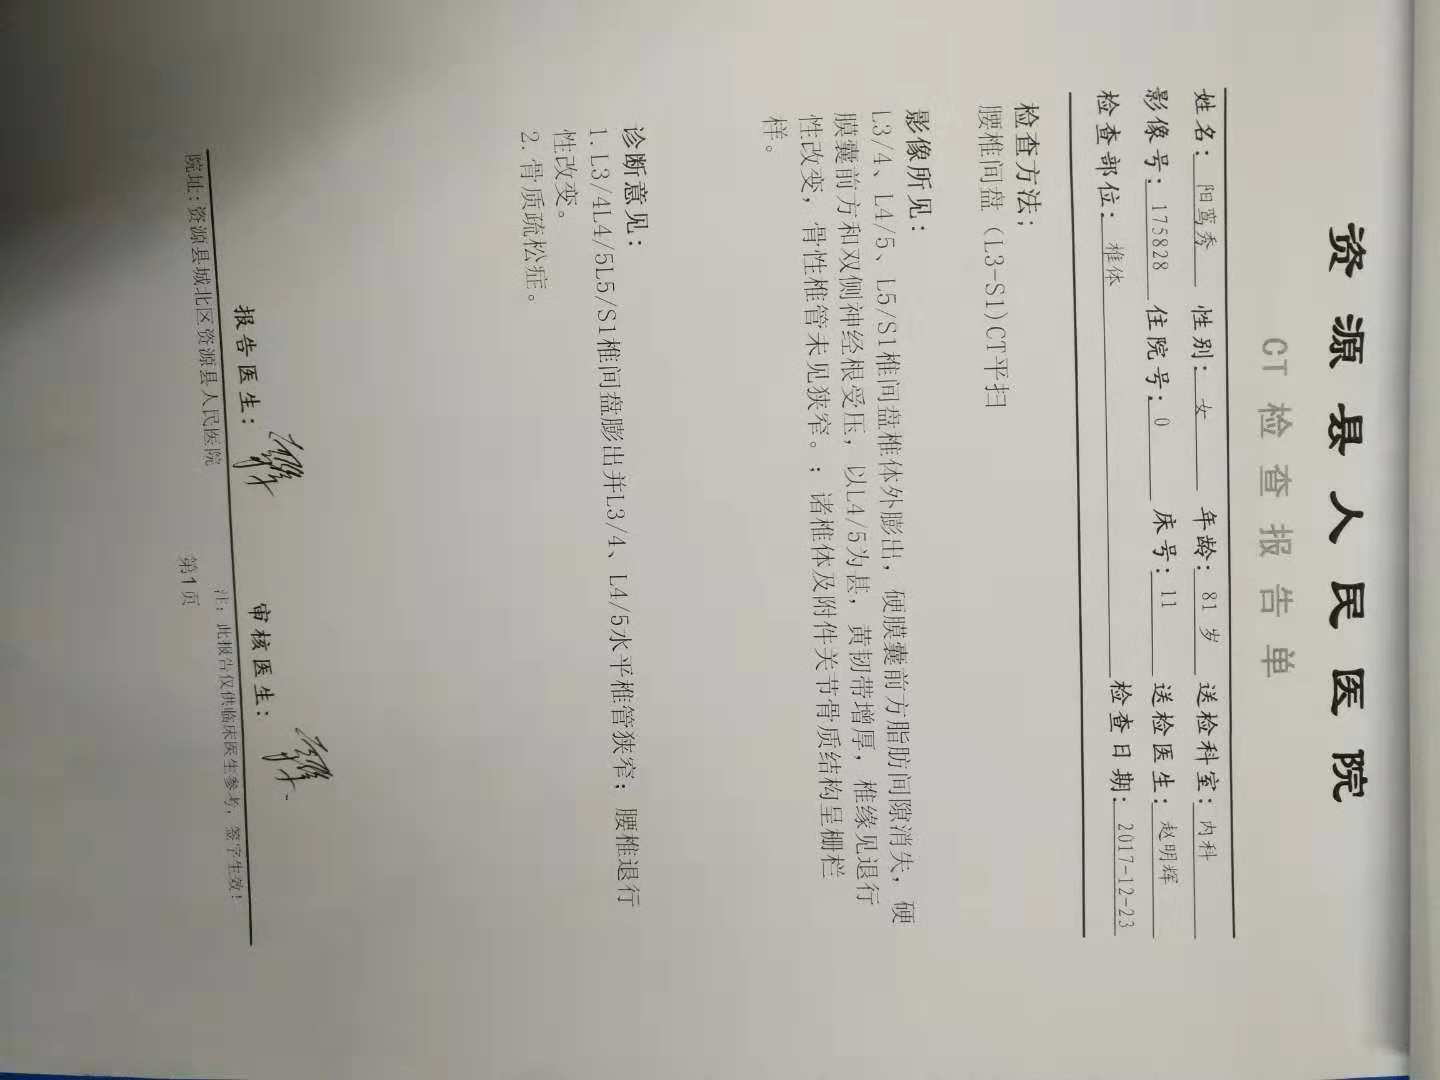 资源县人民医院
CT检查报告单
姓名：阳莺秀 性别：女 年龄：81岁 送检科室：内科
影像号：175828 住院号：0 床号：11 送检医生：赵明辉
检查部位：椎体 检查日期：2017-12-23
检查方法：
腰椎间盘（L3-S1)CT平扫
影像所见：
L3/4、L4/5、L5/S1椎间盘椎体外膨出，硬膜囊前方脂肪间隙消失，硬
膜囊前方和双侧神经根受压，以L4/5为甚，黄韧带增厚，椎缘见退行
性改变，骨性椎管未见狭窄。；诸椎体及附件关节骨质结构呈栅栏
样。
诊断意见：
1.L3/4L4/5L5/S1椎间盘膨出并L3/4、L4/5水平椎管狭窄；腰椎退行
性改变。
2.骨质疏松症。
报告医生： 审核医生：
注：此报告仅供临床医生参考，签字生效！
院址：资源县城北区资源县人民医院
第1页